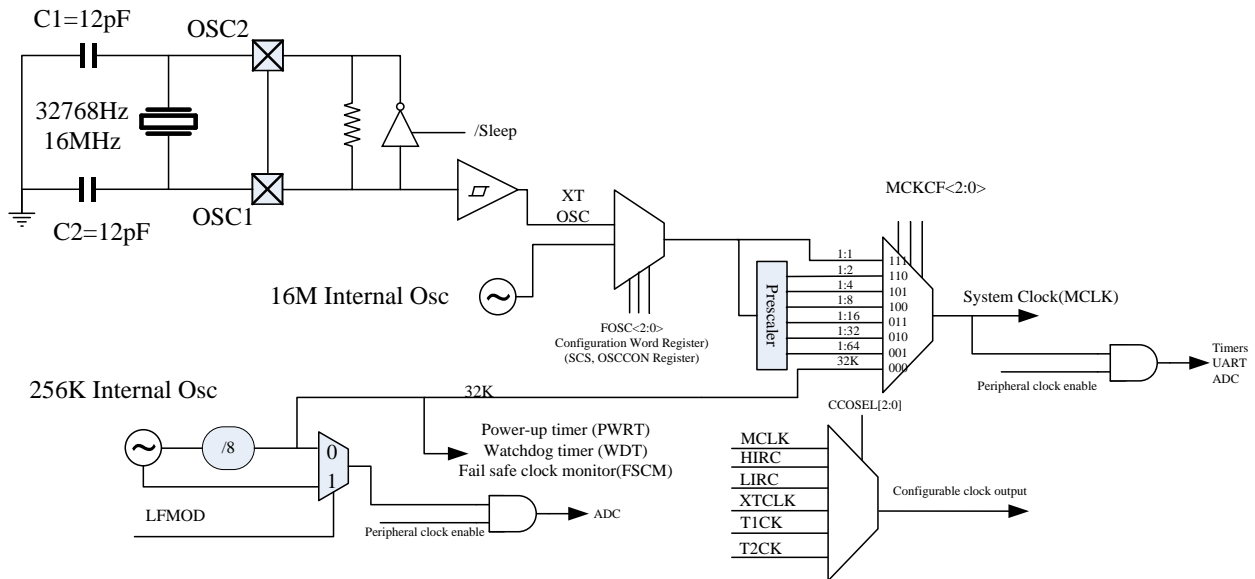 C1=12pF
OSC2
32768Hz
16MHz
/Sleep
OSC1
C2=12pF
XT
OSC
MCKCF<2:0>
16M Internal Osc
FOSC<2:0>
Configuration Word Register)
(SCS, OSCCON Register)
Prescaler
1:1
1:2
1:4
1:8
1:16
1:32
1:64
32K
111
110
101
100
011
010
001
000
System Clock(MCLK)
Peripheral clock enable
Timers
UART
ADC
256K Internal Osc
/8
32K
0
1
LFMOD
Power-up timer (PWRT)
Watchdog timer (WDT)
Fail safe clock monitor(FSCM)
Peripheral clock enable
ADC
CCOSEL[2:0]
MCLK
HIRC
LIRC
XTCLK
T1CK
T2CK
Configurable clock output